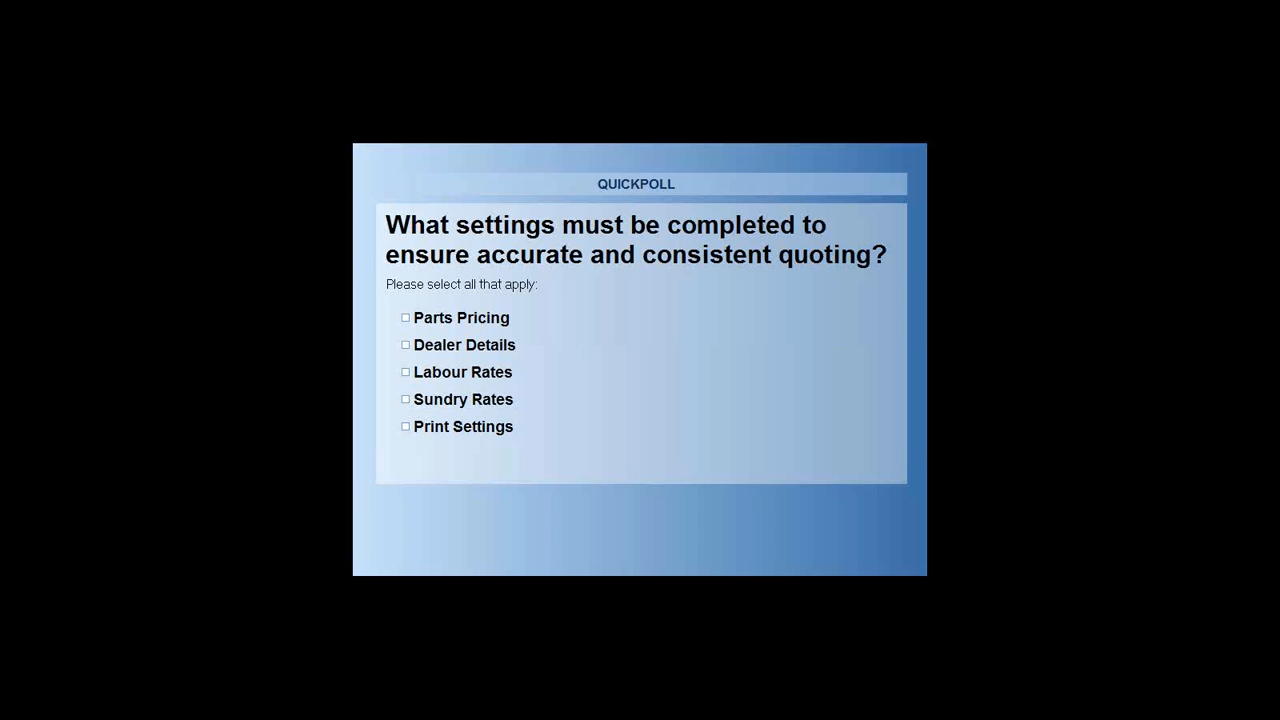 QUICKPOLL
What settings must be completed to
ensure accurate and consistent quoting?
Please select all that apply:
Parts Pricing
Dealer Details
Labour Rates
Sundry Rates
Print Settings